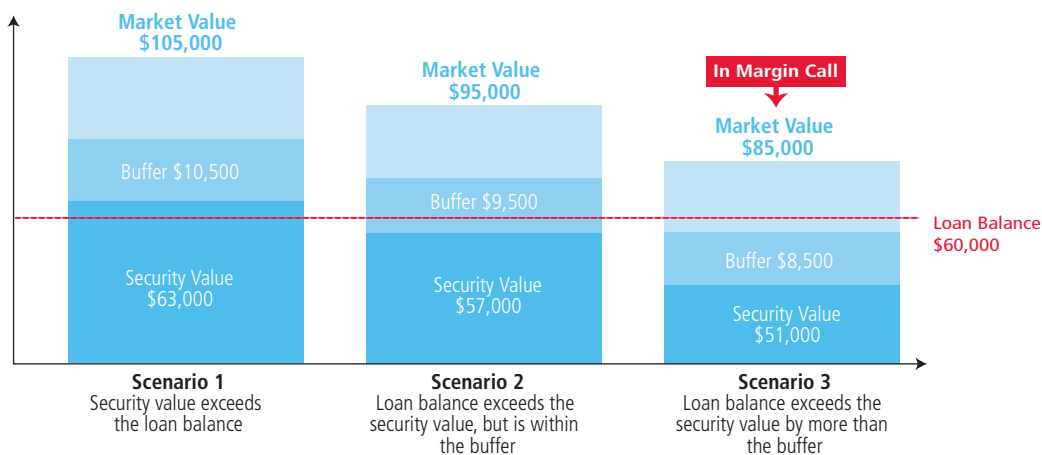 Market Value
$105,000
Buffer $10,500
Security Value
$63,000
Scenario 1
Security value exceeds
the loan balance
Market Value
$95,000
Buffer $9,500
Security Value
$57,000
Scenario 2
Loan balance exceeds the
security value, but is within
the buffer
In Margin Call
Market Value
$85,000
Buffer $8,500
Security Value
$51,000
Scenario 3
Loan balance exceeds the
security value by more than
the buffer
Loan Balance
$60,000